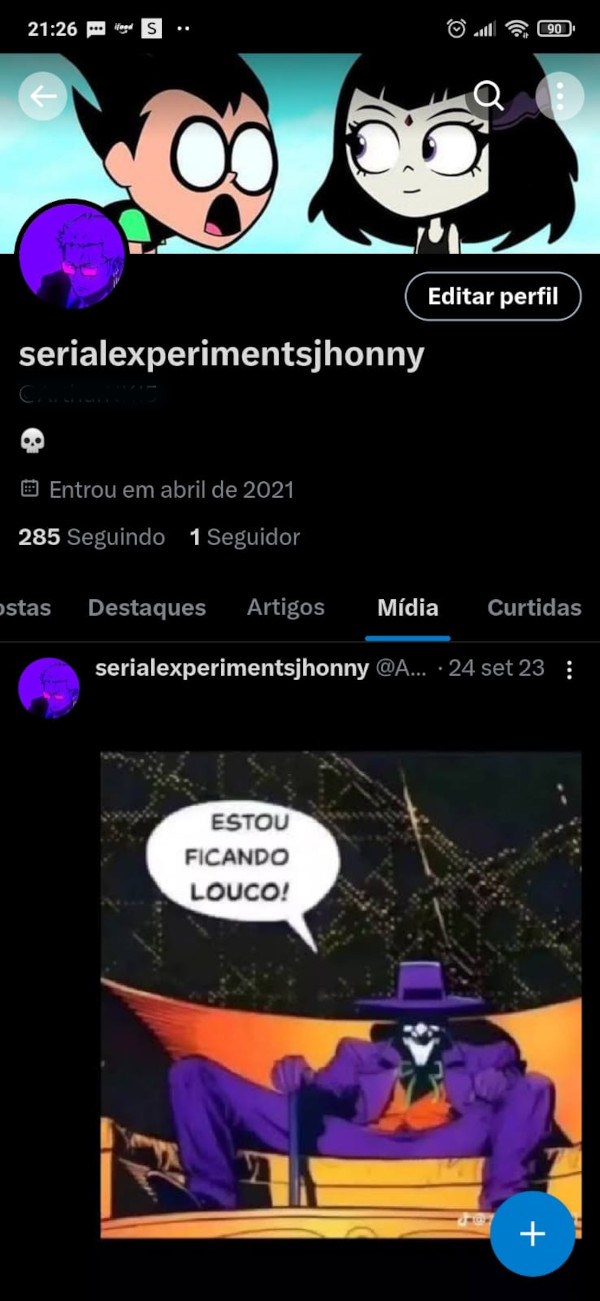 21:26 ifood S 90
Editar perfil
serialexperimentsjhonny
Entrou em abril de 2021
285 Seguindo 1 Seguidor
ostas Destaques Artigos Mídia Curtidas
serialexperimentsjhonny @A... · 24 set 23
ESTOU
FICANDO
LOUCO!